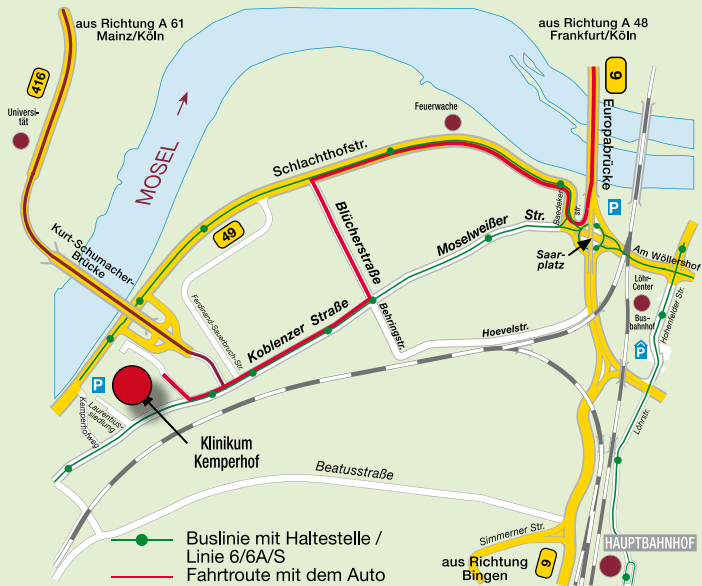 aus Richtung A 61
Mainz/Köln
aus Richtung A 48
Frankfurt/Köln
416
9
Universi-
tät
MOSEL
Feuerwache
Europabrücke
Schlachthofstr.
Baedeker-
str.
P
Blücherstraße
Moselweißer Str.
49
Kurt-Schumacher-
Brücke
Saar-
platz
Am Wöllershof
Löhr-
Center
Bus-
bahnhof
Hohenfelder Str.
Ferdinand-Sauerbruch-Str.
Koblenzer Straße
Behringstr.
Hoevelstr.
P
P
Laurentius-
siedlung
Kemperhofweg
Löhrstr.
Klinikum
Kemperhof
Beatusstraße
Simmerner Str.
HAUPTBAHNHOF
aus Richtung
Bingen
9
Buslinie mit Haltestelle /
Linie 6/6A/S
Fahrtroute mit dem Auto